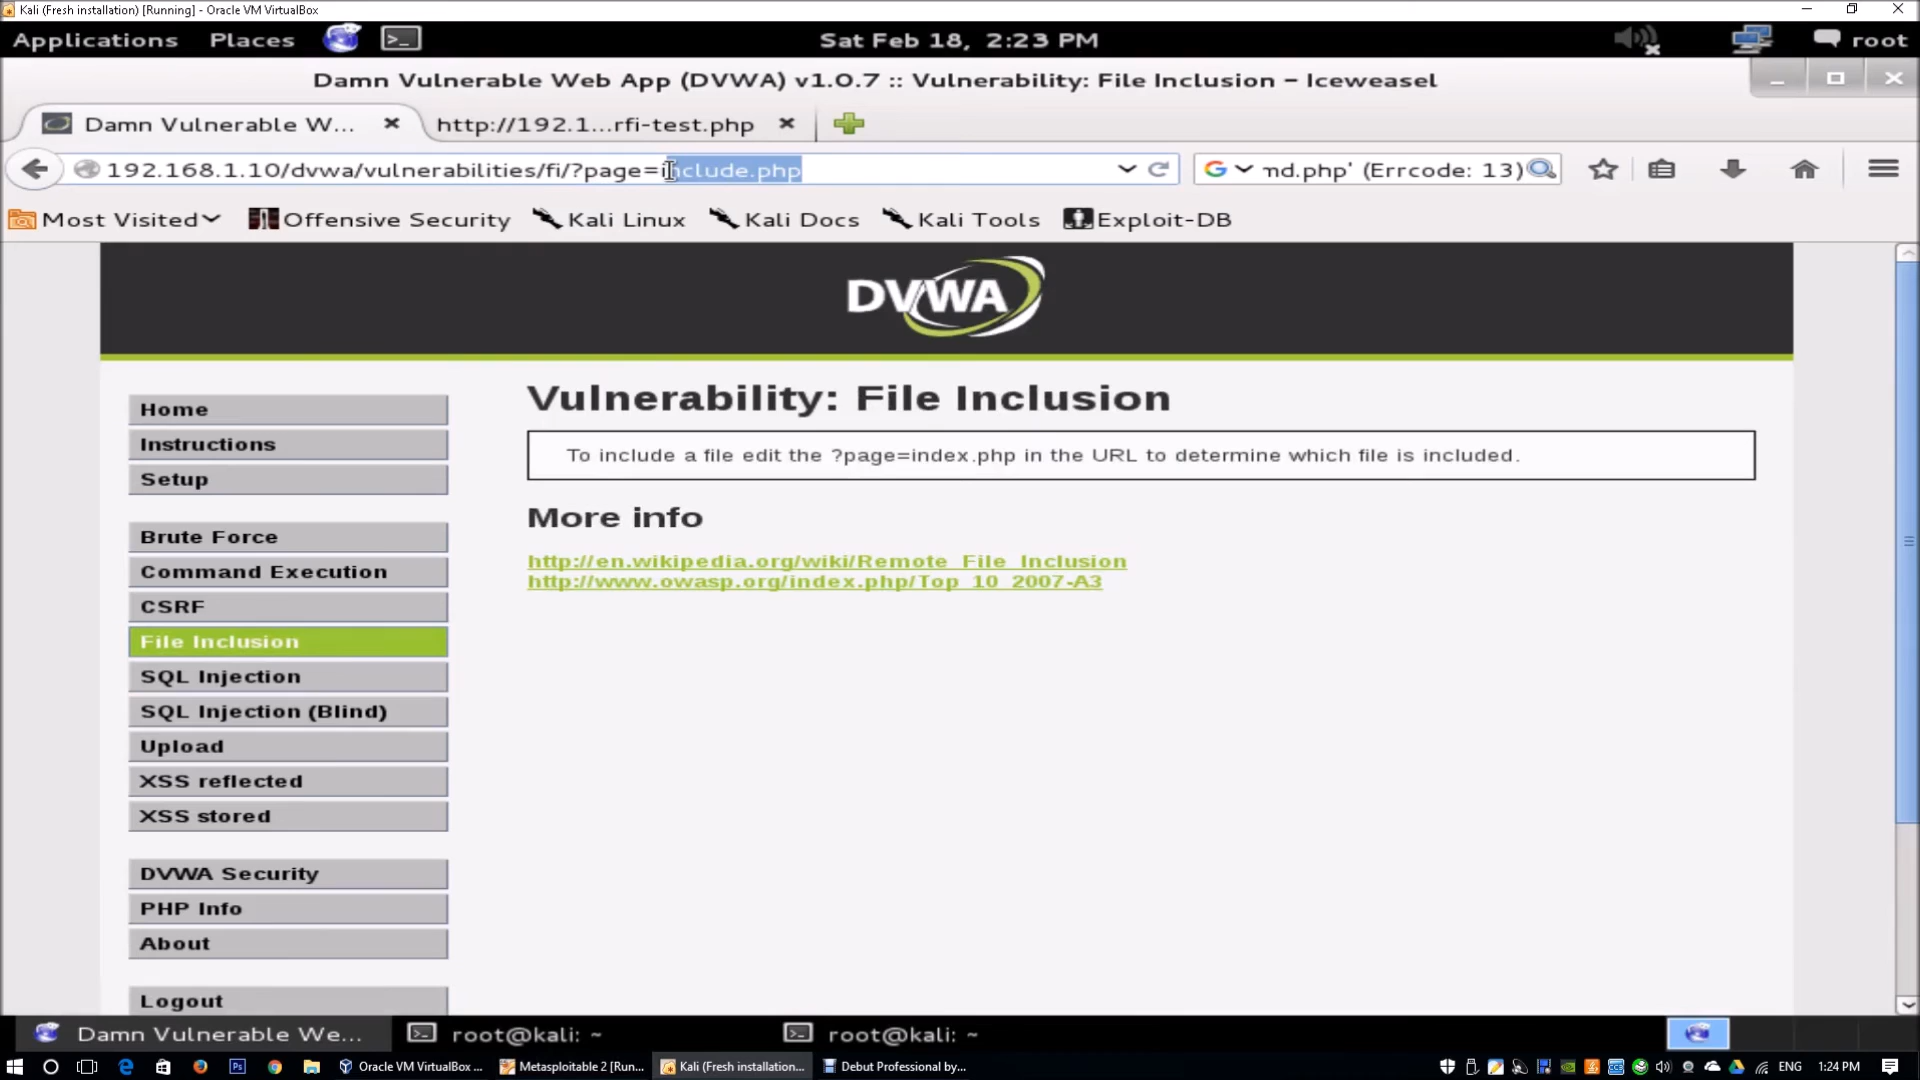 Kali (Fresh installation) [Running] - Oracle VM VirtualBox
Applications Places Sat Feb 18, 2:23 PM root
Damn Vulnerable Web App (DVWA) v1.0.7 :: Vulnerability: File Inclusion - Iceweasel
Damn Vulnerable W... http://192.1...rfi-test.php
192.168.1.10/dvwa/vulnerabilities/fi/?page=include.php nd.php' (Errcode: 13)
Most Visited Offensive Security Kali Linux Kali Docs Kali Tools Exploit-DB
DVWA
Vulnerability: File Inclusion
To include a file edit the ?page=index.php in the URL to determine which file is included.
More info
http://en.wikipedia.org/wiki/Remote_File_Inclusion
http://www.owasp.org/index.php/Top_10_2007-A3
Home
Instructions
Setup
Brute Force
Command Execution
CSRF
File Inclusion
SQL Injection
SQL Injection (Blind)
Upload
XSS reflected
XSS stored
DVWA Security
PHP Info
About
Logout
Damn Vulnerable We... root@kali: ~ root@kali: ~
Oracle VM VirtualBox ... Metasploitable 2 [Run... Kali (Fresh installation... Debut Professional by... ENG 1:24 PM